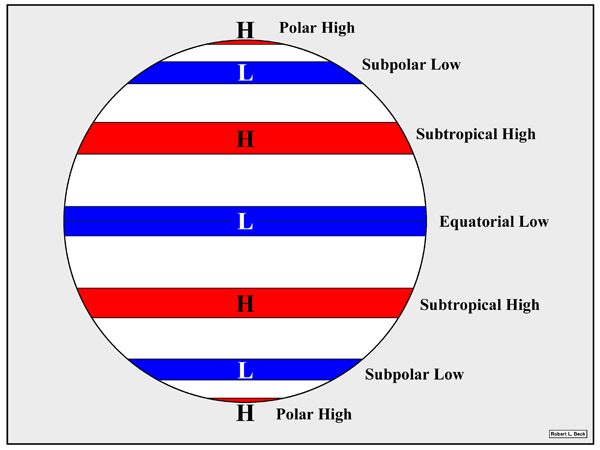 H Polar High
L Subpolar Low
H Subtropical High
L Equatorial Low
H Subtropical High
L Subpolar Low
H Polar High
Robert L. Beck